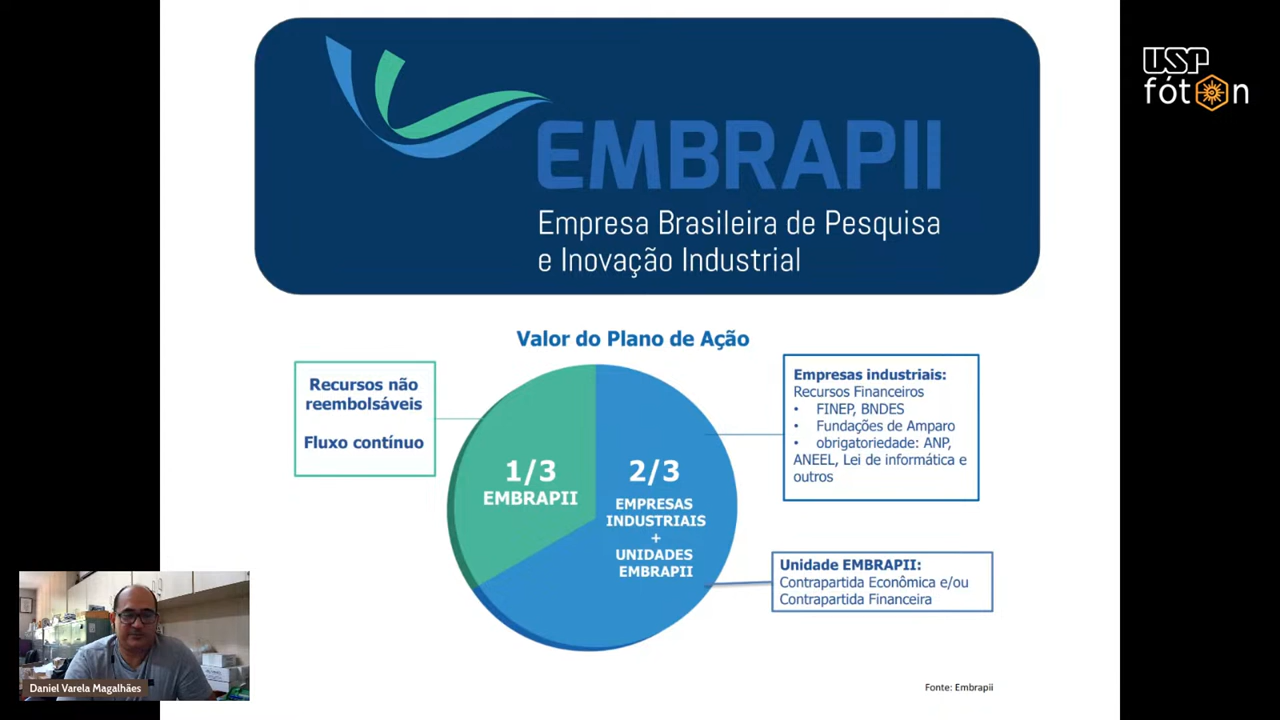 USP
fóton
EMBRAPII
Empresa Brasileira de Pesquisa
e Inovação Industrial
Valor do Plano de Ação
Recursos não
reembolsáveis
Fluxo contínuo
1/3
EMBRAPII
2/3
EMPRESAS
INDUSTRIAIS
+
UNIDADES
EMBRAPII
Empresas industriais:
Recursos Financeiros
• FINEP, BNDES
• Fundações de Amparo
• obrigatoriedade: ANP,
ANEEL, Lei de informática e
outros
Unidade EMBRAPII:
Contrapartida Econômica e/ou
Contrapartida Financeira
Daniel Varela Magalhães
Fonte: Embrapii